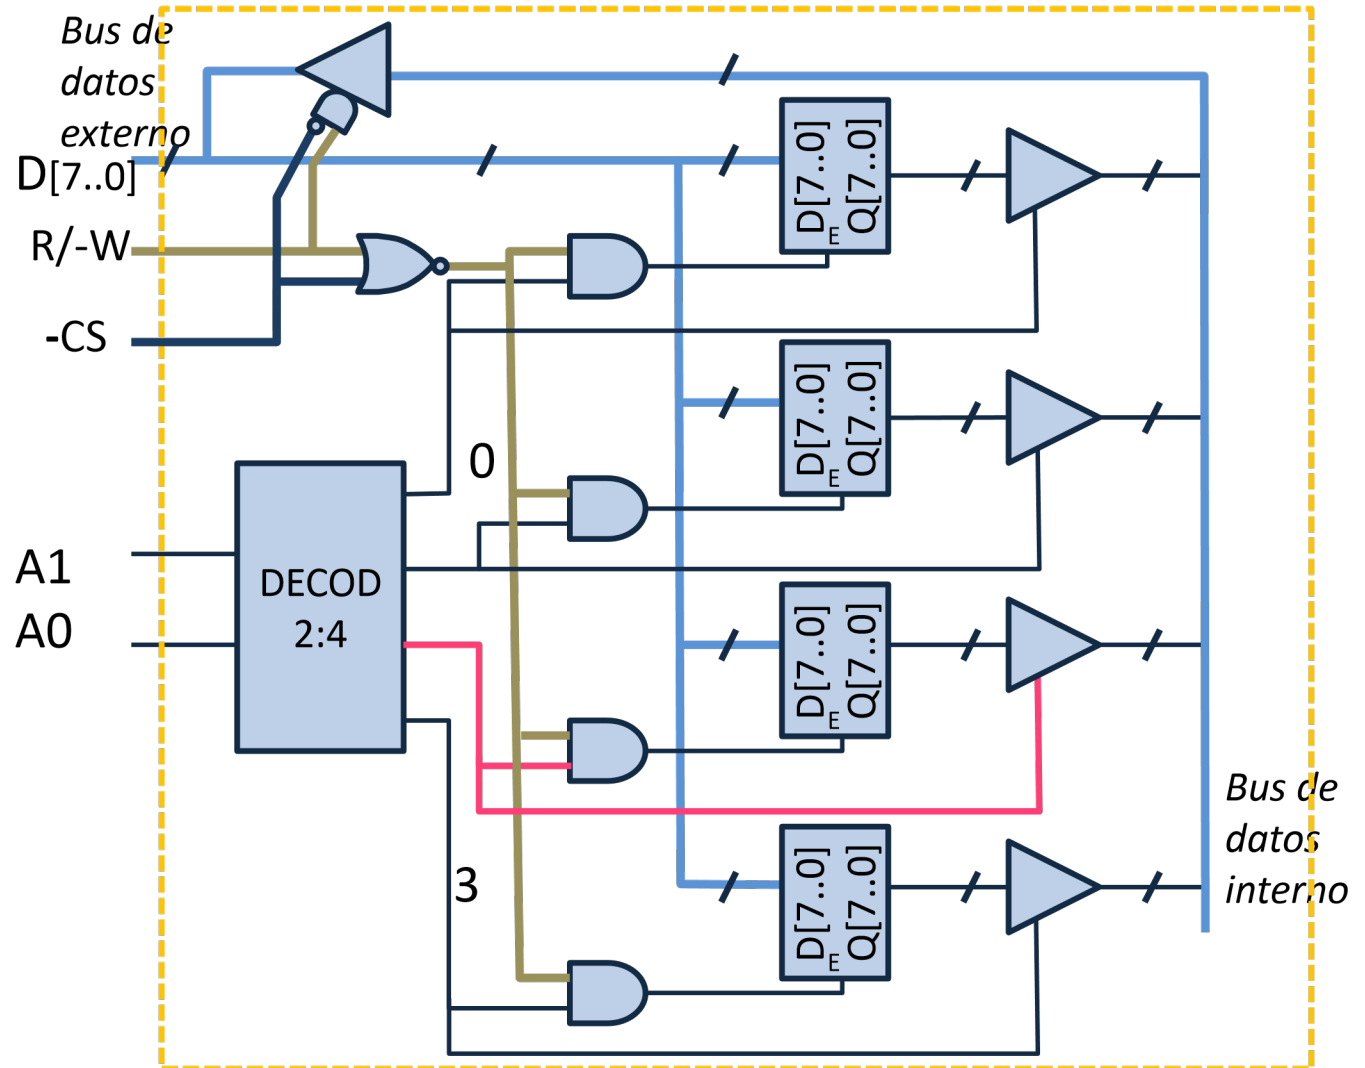 Bus de
datos
externo
D[7..0]
R/-W
-CS
A1
A0
DECOD
2:4
0
3
D[7..0]
Q[7..0]
E
D[7..0]
Q[7..0]
E
D[7..0]
Q[7..0]
E
D[7..0]
Q[7..0]
E
Bus de
datos
interno